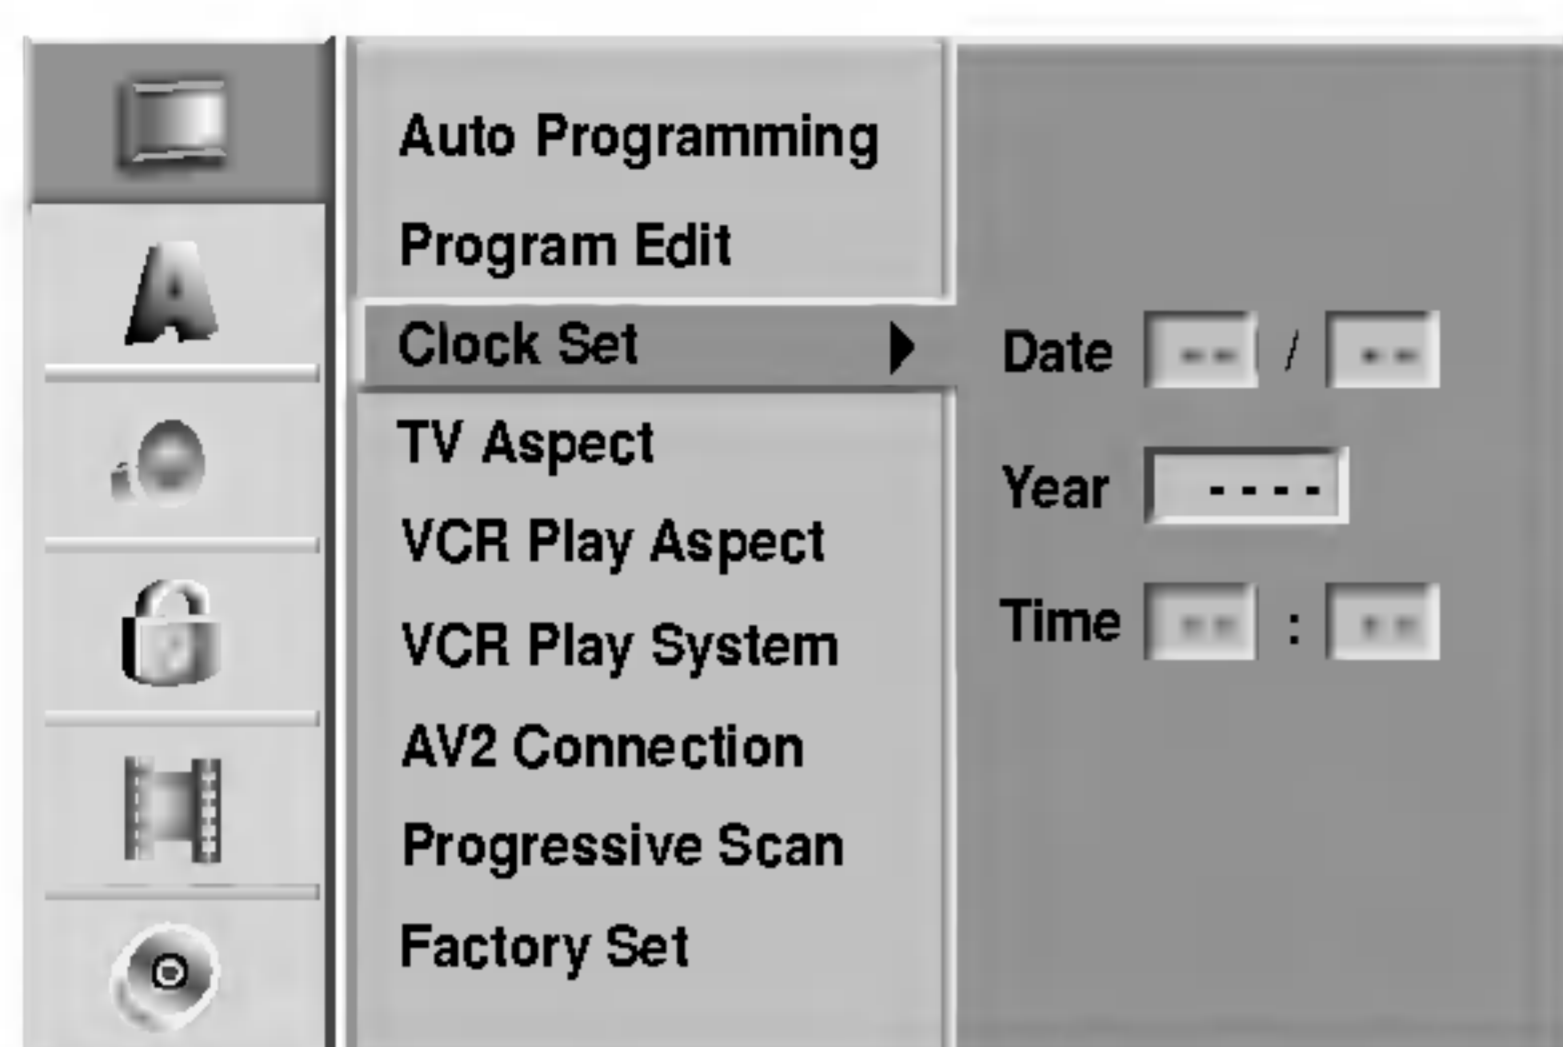 Auto Programming
Program Edit
Clock Set
TV Aspect
VCR Play Aspect
VCR Play System
AV2 Connection
Progressive Scan
Factory Set
Date -- / --
Year ----
Time -- : --